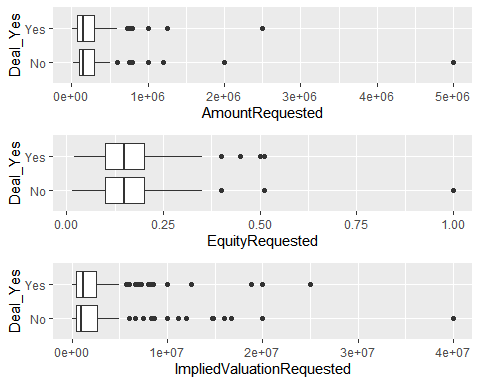 Deal_Yes
Yes
No
0e+00 1e+06 2e+06 3e+06 4e+06 5e+06
AmountRequested
Deal_Yes
Yes
No
0.00 0.25 0.50 0.75 1.00
EquityRequested
Deal_Yes
Yes
No
0e+00 1e+07 2e+07 3e+07 4e+07
ImpliedValuationRequested